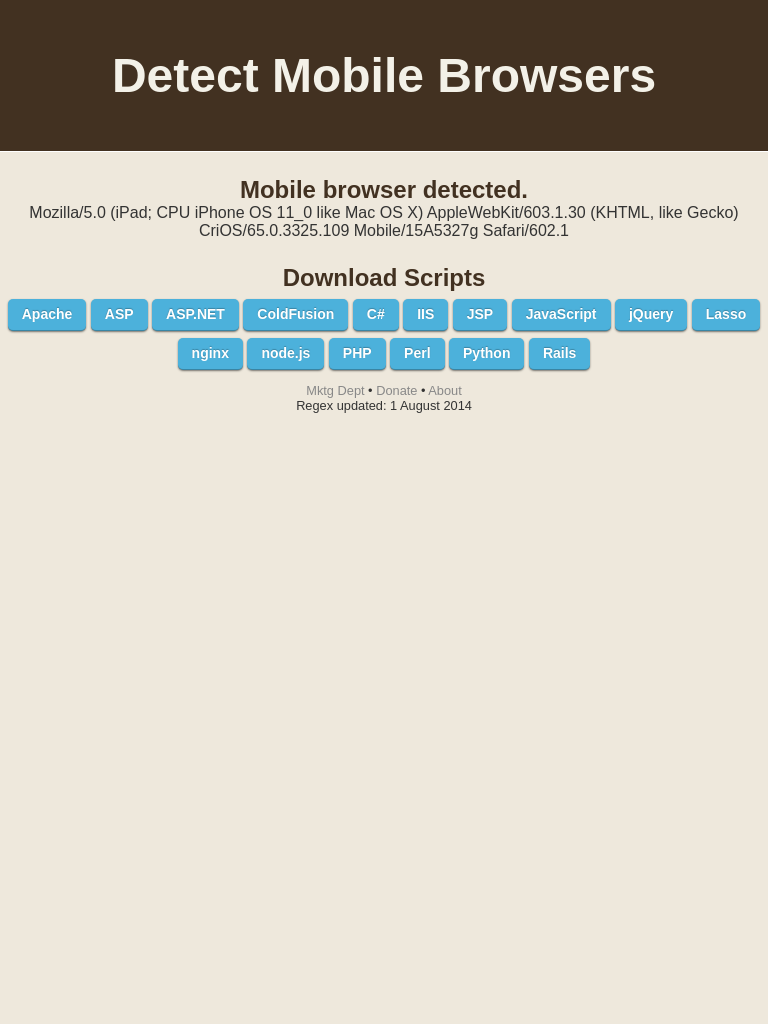 Detect Mobile Browsers
Mobile browser detected.
Mozilla/5.0 (iPad; CPU iPhone OS 11_0 like Mac OS X) AppleWebKit/603.1.30 (KHTML, like Gecko)
CriOS/65.0.3325.109 Mobile/15A5327g Safari/602.1
Download Scripts
Apache ASP ASP.NET ColdFusion C# IIS JSP JavaScript jQuery Lasso
nginx node.js PHP Perl Python Rails
Mktg Dept • Donate • About
Regex updated: 1 August 2014